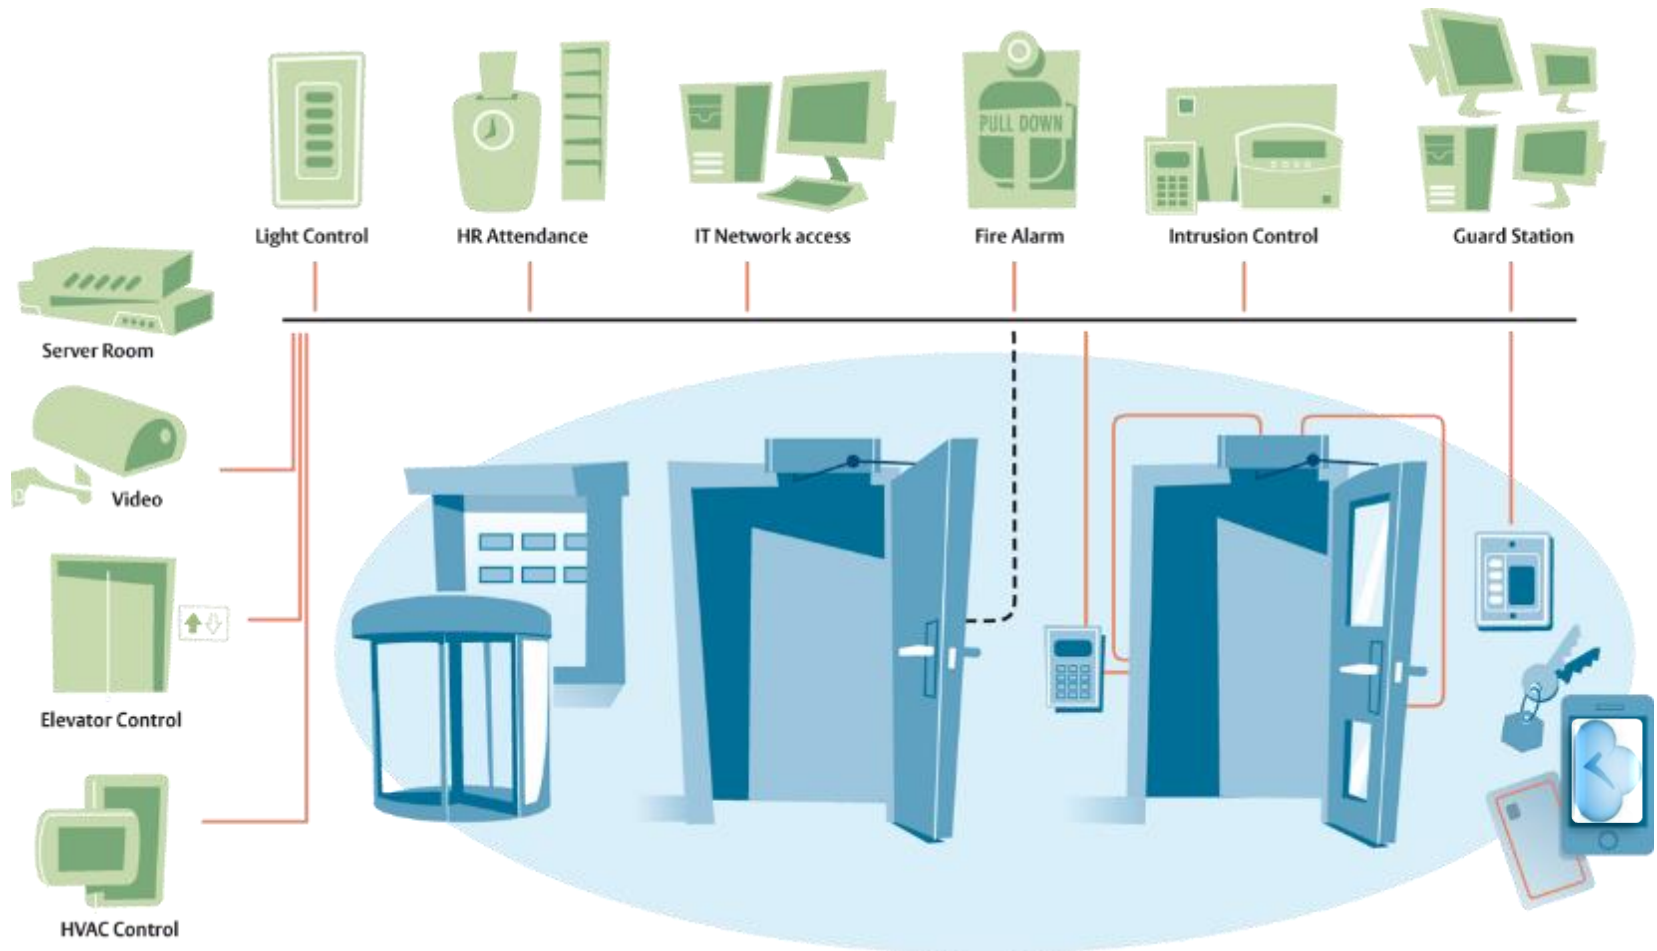 PULL DOWN
Light Control
HR Attendance
IT Network access
Fire Alarm
Intrusion Control
Guard Station
Server Room
Video
Elevator Control
HVAC Control